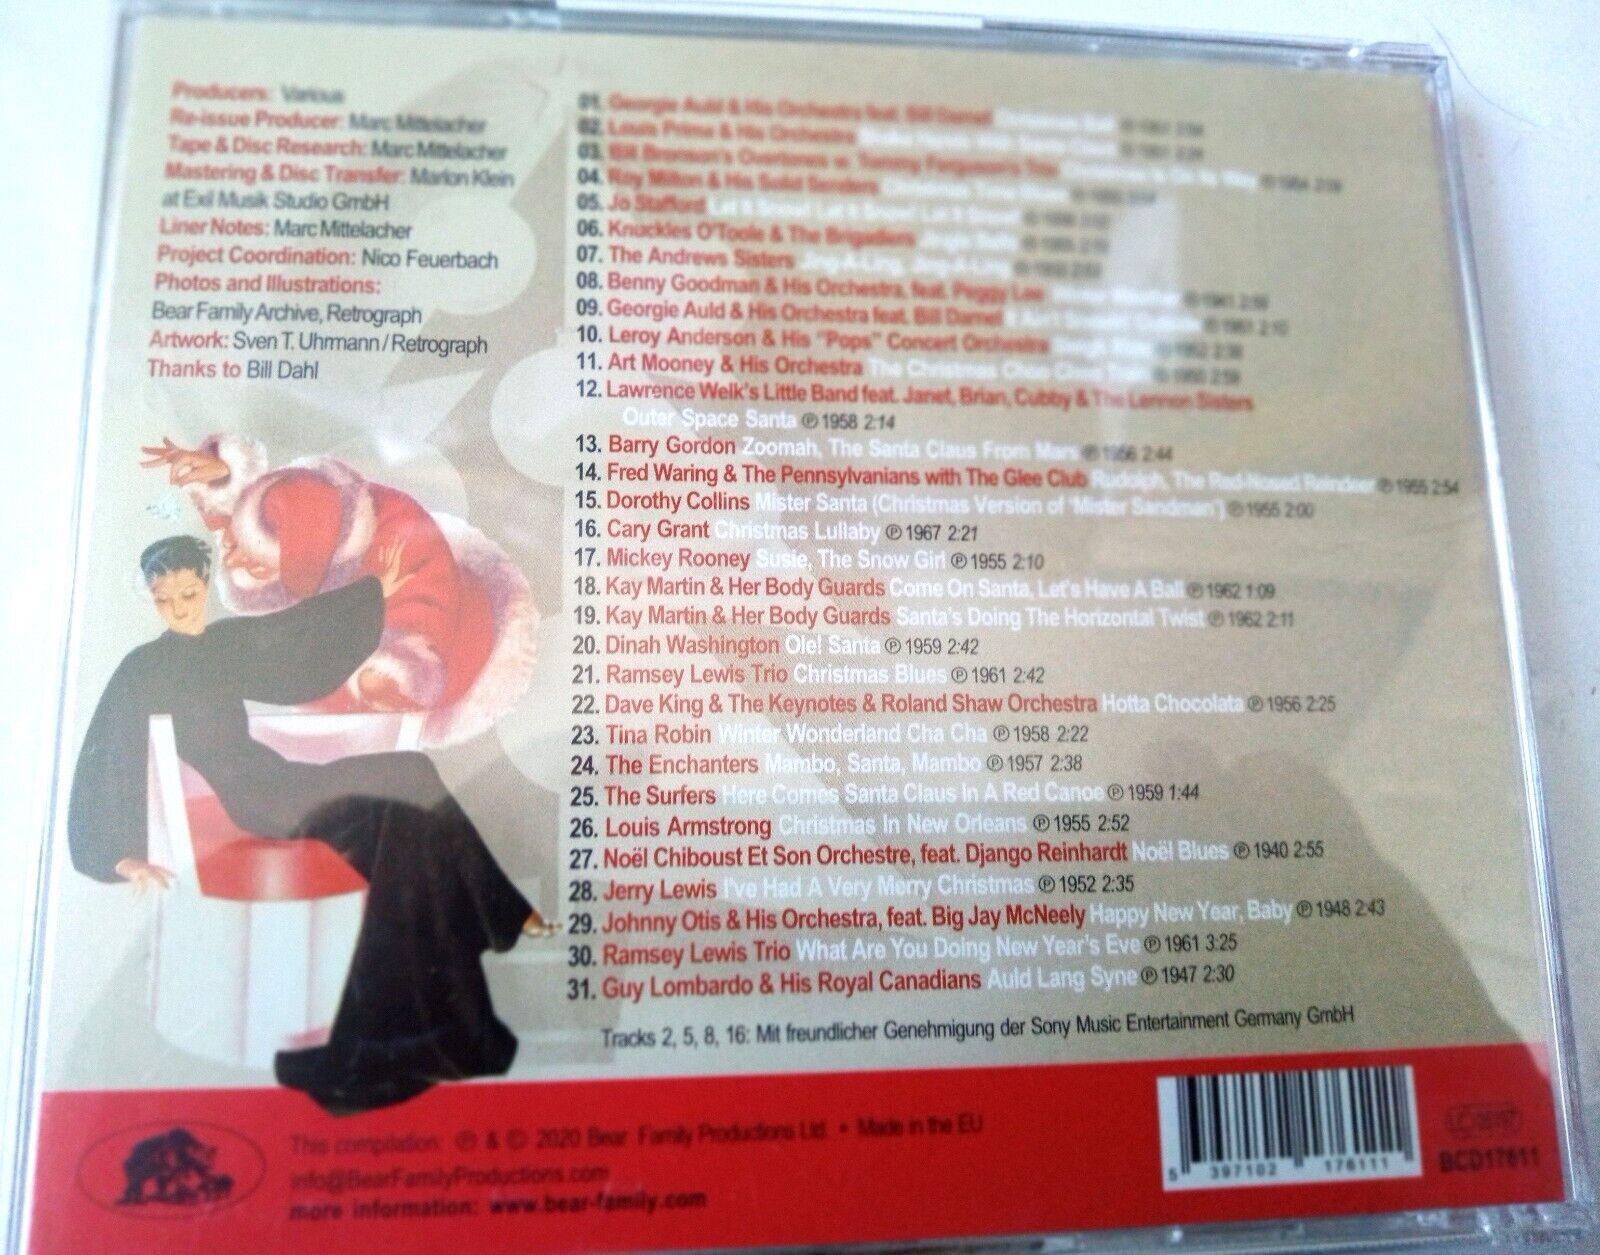 Producers: Various
Re-issue Producer: Marc Mittelacher
Tape & Disc Research: Marc Mittelacher
Mastering & Disc Transfer: Marlon Klein
at Exil Musik Studio GmbH
Liner Notes: Marc Mittelacher
Project Coordination: Nico Feuerbach
Photos and Illustrations:
Bear Family Archive, Retrograph
Artwork: Sven T. Uhrmann / Retrograph
Thanks to Bill Dahl
01. Georgie Auld & His Orchestra feat. Bill Darnel
02. Louis Prima & His Orchestra
03. Bill Bronson's Overtones w. Tommy Ferguson's Trio
04. Roy Milton & His Solid Senders
05. Jo Stafford Let It Snow! Let It Snow! Let It Snow!
06. Knuckles O'Toole & The Brigadiers Jingle Bells
07. The Andrews Sisters Jing-A-Ling, Jing-A-Ling
08. Benny Goodman & His Orchestra, feat. Peggy Lee
09. Georgie Auld & His Orchestra feat. Bill Darnel
10. Leroy Anderson & His "Pops" Concert Orchestra
11. Art Mooney & His Orchestra The Christmas Choo Choo Train ℗ 1950 2:59
12. Lawrence Welk's Little Band feat. Janet, Brian, Cubby & The Lennon Sisters
Outer Space Santa ℗ 1958 2:14
13. Barry Gordon Zoomah, The Santa Claus From Mars ℗ 1956 2:44
14. Fred Waring & The Pennsylvanians with The Glee Club Rudolph, The Red-Nosed Reindeer ℗ 1955 2:54
15. Dorothy Collins Mister Santa (Christmas Version of 'Mister Sandman') ℗ 1955 2:00
16. Cary Grant Christmas Lullaby ℗ 1967 2:21
17. Mickey Rooney Susie, The Snow Girl ℗ 1955 2:10
18. Kay Martin & Her Body Guards Come On Santa, Let's Have A Ball ℗ 1962 1:09
19. Kay Martin & Her Body Guards Santa's Doing The Horizontal Twist ℗ 1962 2:11
20. Dinah Washington Ole! Santa ℗ 1959 2:42
21. Ramsey Lewis Trio Christmas Blues ℗ 1961 2:42
22. Dave King & The Keynotes & Roland Shaw Orchestra Hotta Chocolata ℗ 1956 2:25
23. Tina Robin Winter Wonderland Cha Cha ℗ 1958 2:22
24. The Enchanters Mambo, Santa, Mambo ℗ 1957 2:38
25. The Surfers Here Comes Santa Claus In A Red Canoe ℗ 1959 1:44
26. Louis Armstrong Christmas In New Orleans ℗ 1955 2:52
27. Noël Chiboust Et Son Orchestre, feat. Django Reinhardt Noël Blues ℗ 1940 2:55
28. Jerry Lewis I've Had A Very Merry Christmas ℗ 1952 2:35
29. Johnny Otis & His Orchestra, feat. Big Jay McNeely Happy New Year, Baby ℗ 1948 2:43
30. Ramsey Lewis Trio What Are You Doing New Year's Eve ℗ 1961 3:25
31. Guy Lombardo & His Royal Canadians Auld Lang Syne ℗ 1947 2:30
Tracks 2, 5, 8, 16: Mit freundlicher Genehmigung der Sony Music Entertainment Germany GmbH
This compilation: ℗ & © 2020 Bear Family Productions Ltd. • Made in the EU
info@BearFamilyProductions.com
more information: www.bear-family.com
5 397102 176111
BCD17611